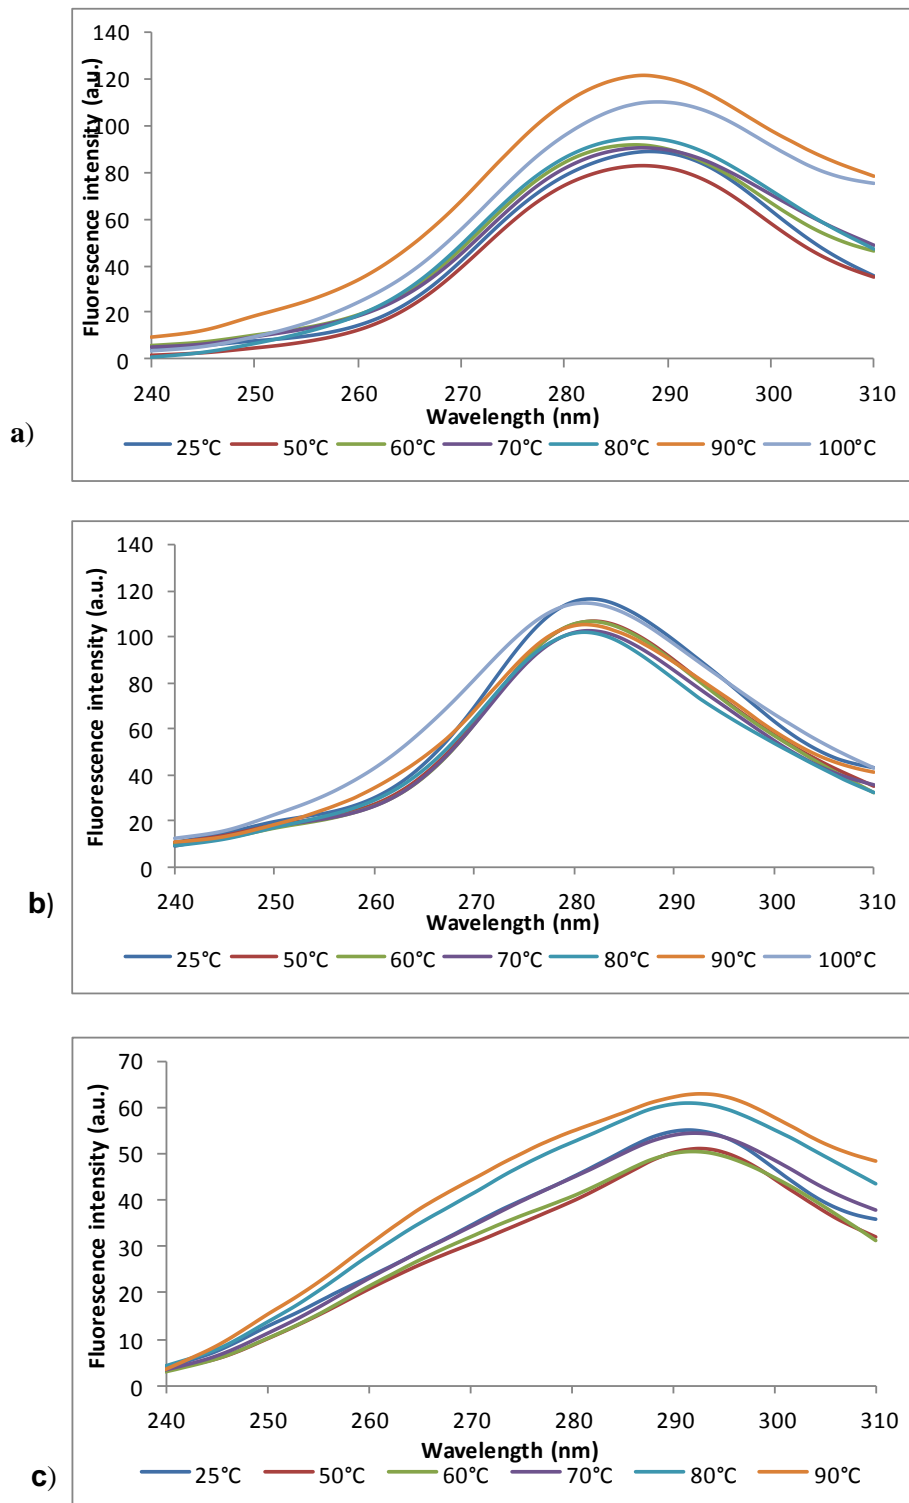 140
120
100
80
60
40
20
0
Fluorescence intensity (a.u.)
240 250 260 270 280 290 300 310
Wavelength (nm)
a)
25°C 50°C 60°C 70°C 80°C 90°C 100°C
140
120
100
80
60
40
20
0
Fluorescence intensity (a.u.)
240 250 260 270 280 290 300 310
b)
Wavelength (nm)
25°C 50°C 60°C 70°C 80°C 90°C 100°C
70
60
50
40
30
20
10
0
Fluorescence intensity (a.u.)
240 250 260 270 280 290 300 310
Wavelength (nm)
c)
25°C 50°C 60°C 70°C 80°C 90°C